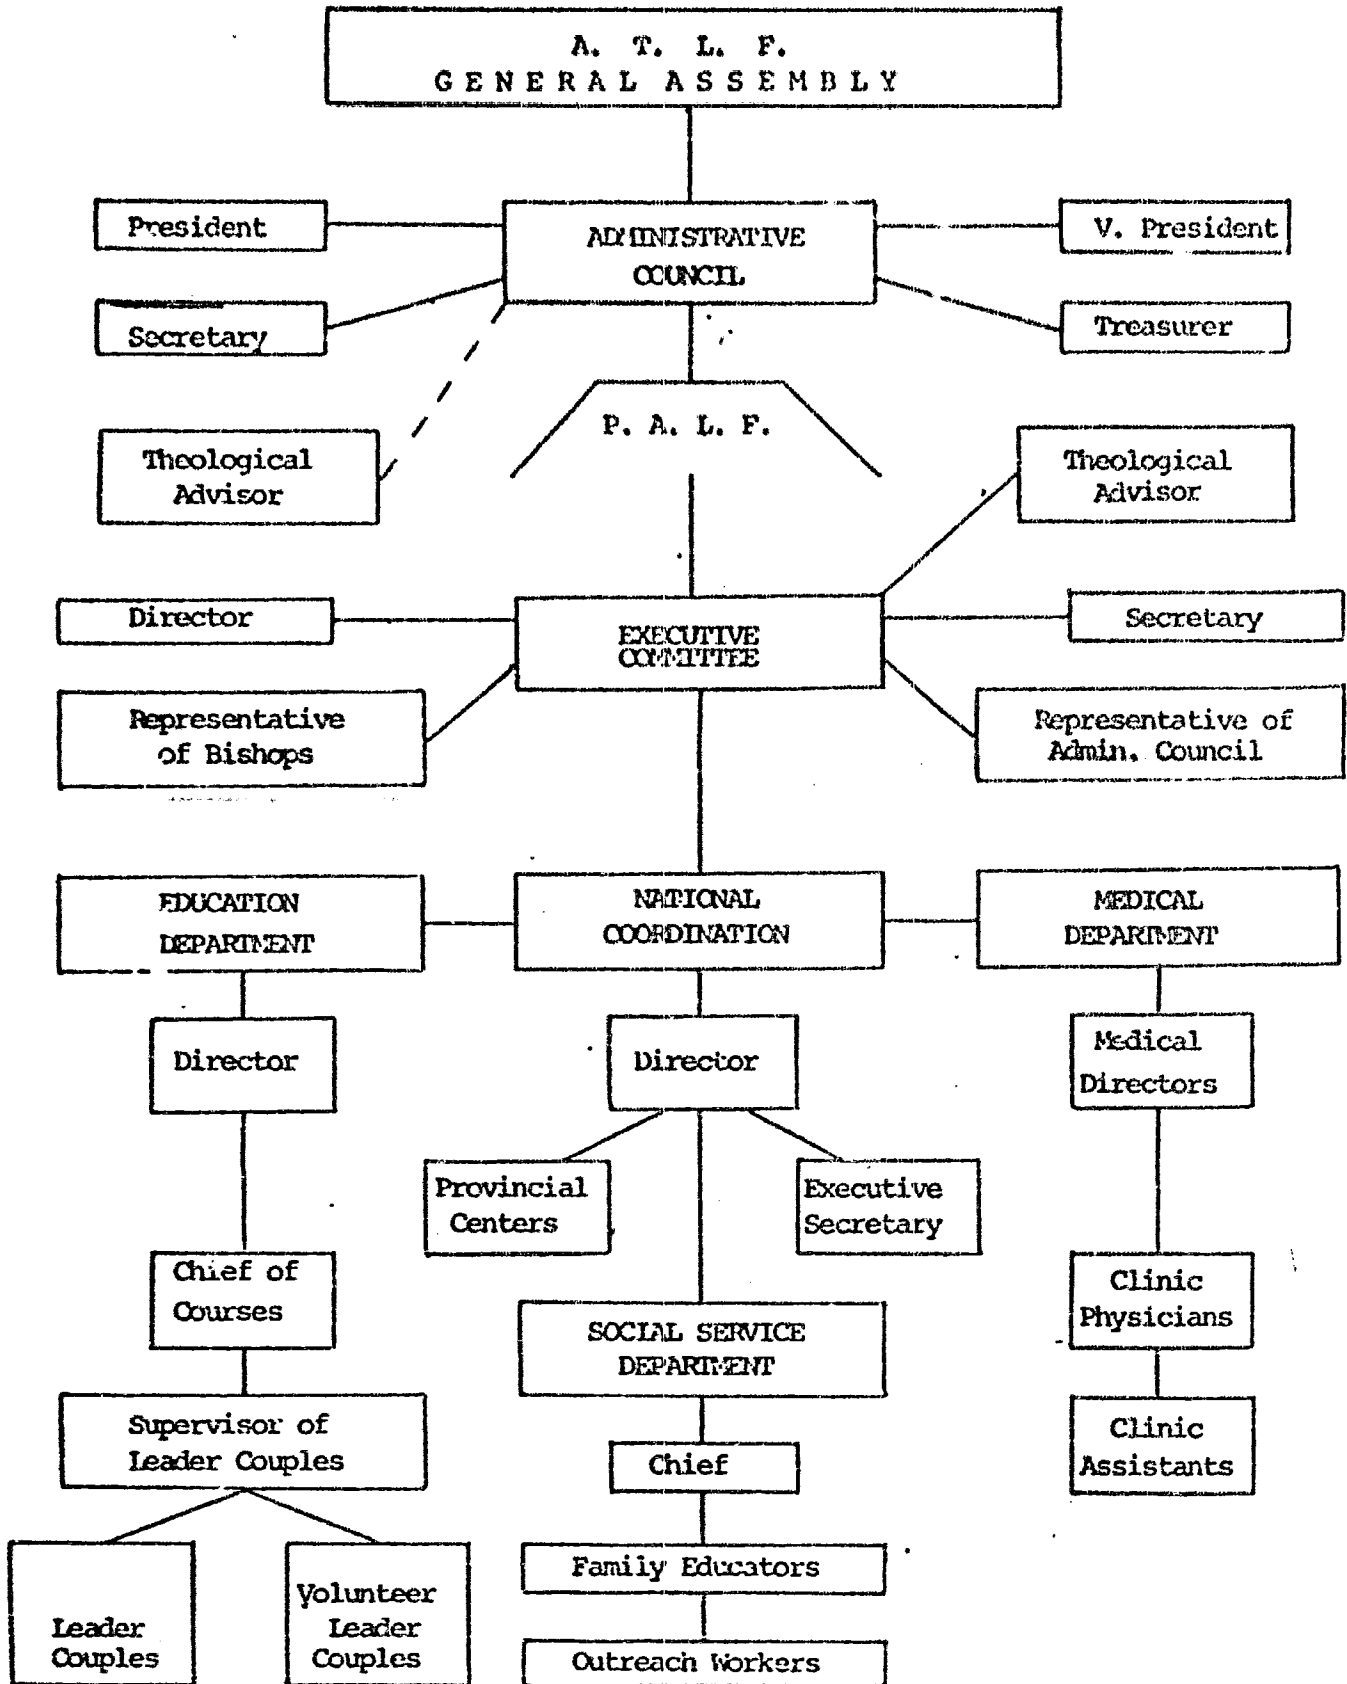 A. T. L. F.
GENERAL ASSEMBLY
President
ADMINISTRATIVE
COUNCIL
V. President
Secretary
Treasurer
P. A. L. F.
Theological
Advisor
Theological
Advisor
Director
EXECUTIVE
COMMITTEE
Secretary
Representative
of Bishops
Representative of
Admin. Council
EDUCATION
DEPARTMENT
NATIONAL
COORDINATION
MEDICAL
DEPARTMENT
Director
Director
Medical
Directors
Provincial
Centers
Executive
Secretary
Chief of
Courses
SOCIAL SERVICE
DEPARTMENT
Clinic
Physicians
Supervisor of
Leader Couples
Chief
Clinic
Assistants
Leader
Couples
Volunteer
Leader
Couples
Family Educators
Outreach Workers